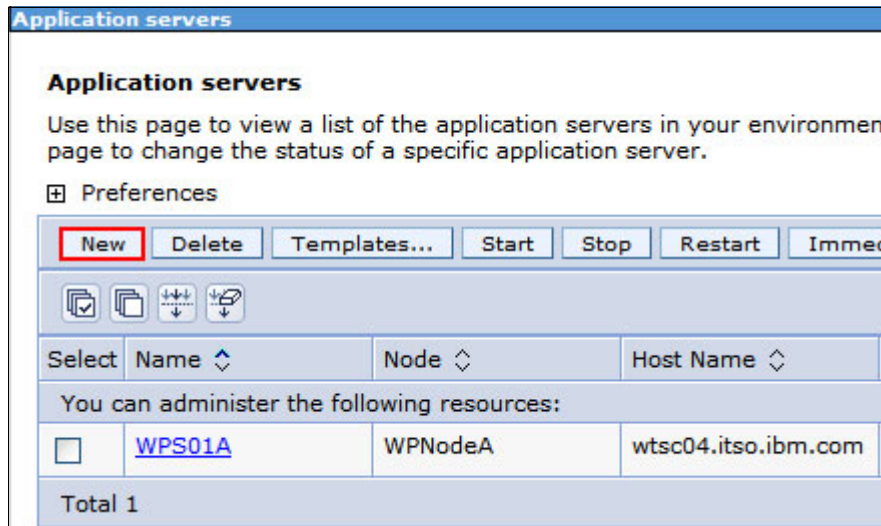 Application servers
Application servers
Use this page to view a list of the application servers in your environmen
page to change the status of a specific application server.
Preferences
New Delete Templates... Start Stop Restart Immed
Select Name Node Host Name
You can administer the following resources:
WPS01A WPNodeA wtsc04.itso.ibm.com
Total 1